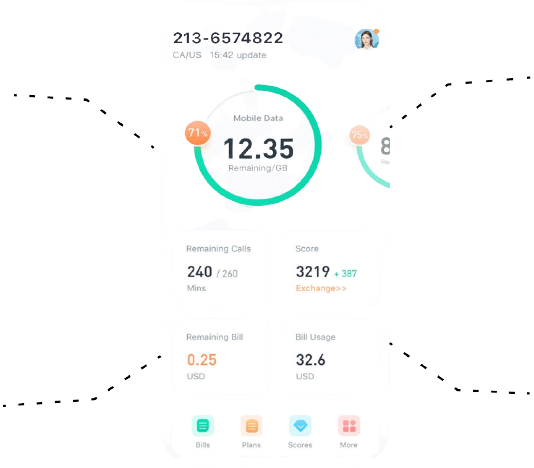 213-6574822
CA/US 15:42 update
Mobile Data
71%
12.35
Remaining/GB
75%
8
Remaining Calls
240 / 260
Mins
Score
3219 + 387
Exchange>>
Remaining Bill
0.25
USD
Bill Usage
32.6
USD
Bills
Plans
Scores
More